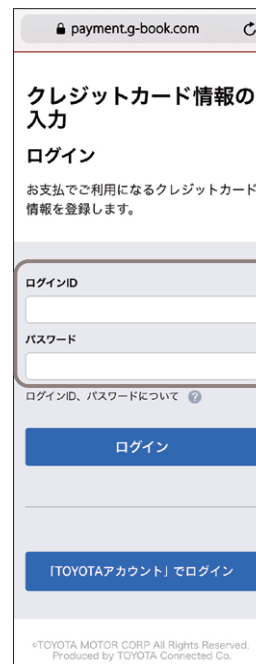 payment.g-book.com
クレジットカード情報の
入力
ログイン
お支払でご利用になるクレジットカード
情報を登録します。
ログインID
パスワード
ログインID、パスワードについて ?
ログイン
「TOYOTAアカウント」でログイン
©TOYOTA MOTOR CORP All Rights Reserved.
Produced by TOYOTA Connected Co.